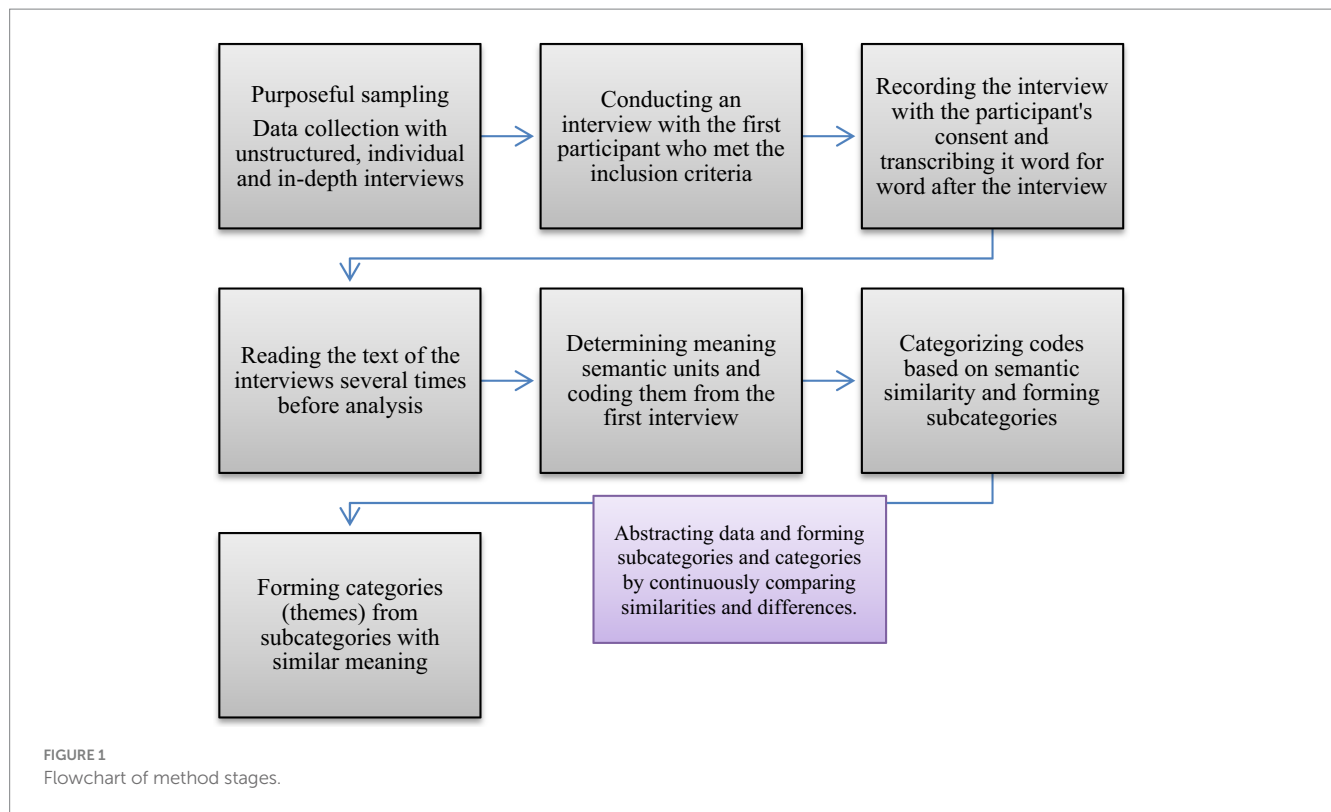 Purposeful sampling
Data collection with
unstructured, individual
and in-depth interviews
Conducting an
interview with the first
participant who met the
inclusion criteria
Recording the interview
with the participant's
consent and
transcribing it word for
word after the interview
Reading the text of the
interviews several times
before analysis
Determining meaning
semantic units and
coding them from the
first interview
Categorizing codes
based on semantic
similarity and forming
subcategories
Abstracting data and forming
subcategories and categories
by continuously comparing
similarities and differences.
Forming categories
(themes) from
subcategories with
similar meaning
FIGURE 1
Flowchart of method stages.